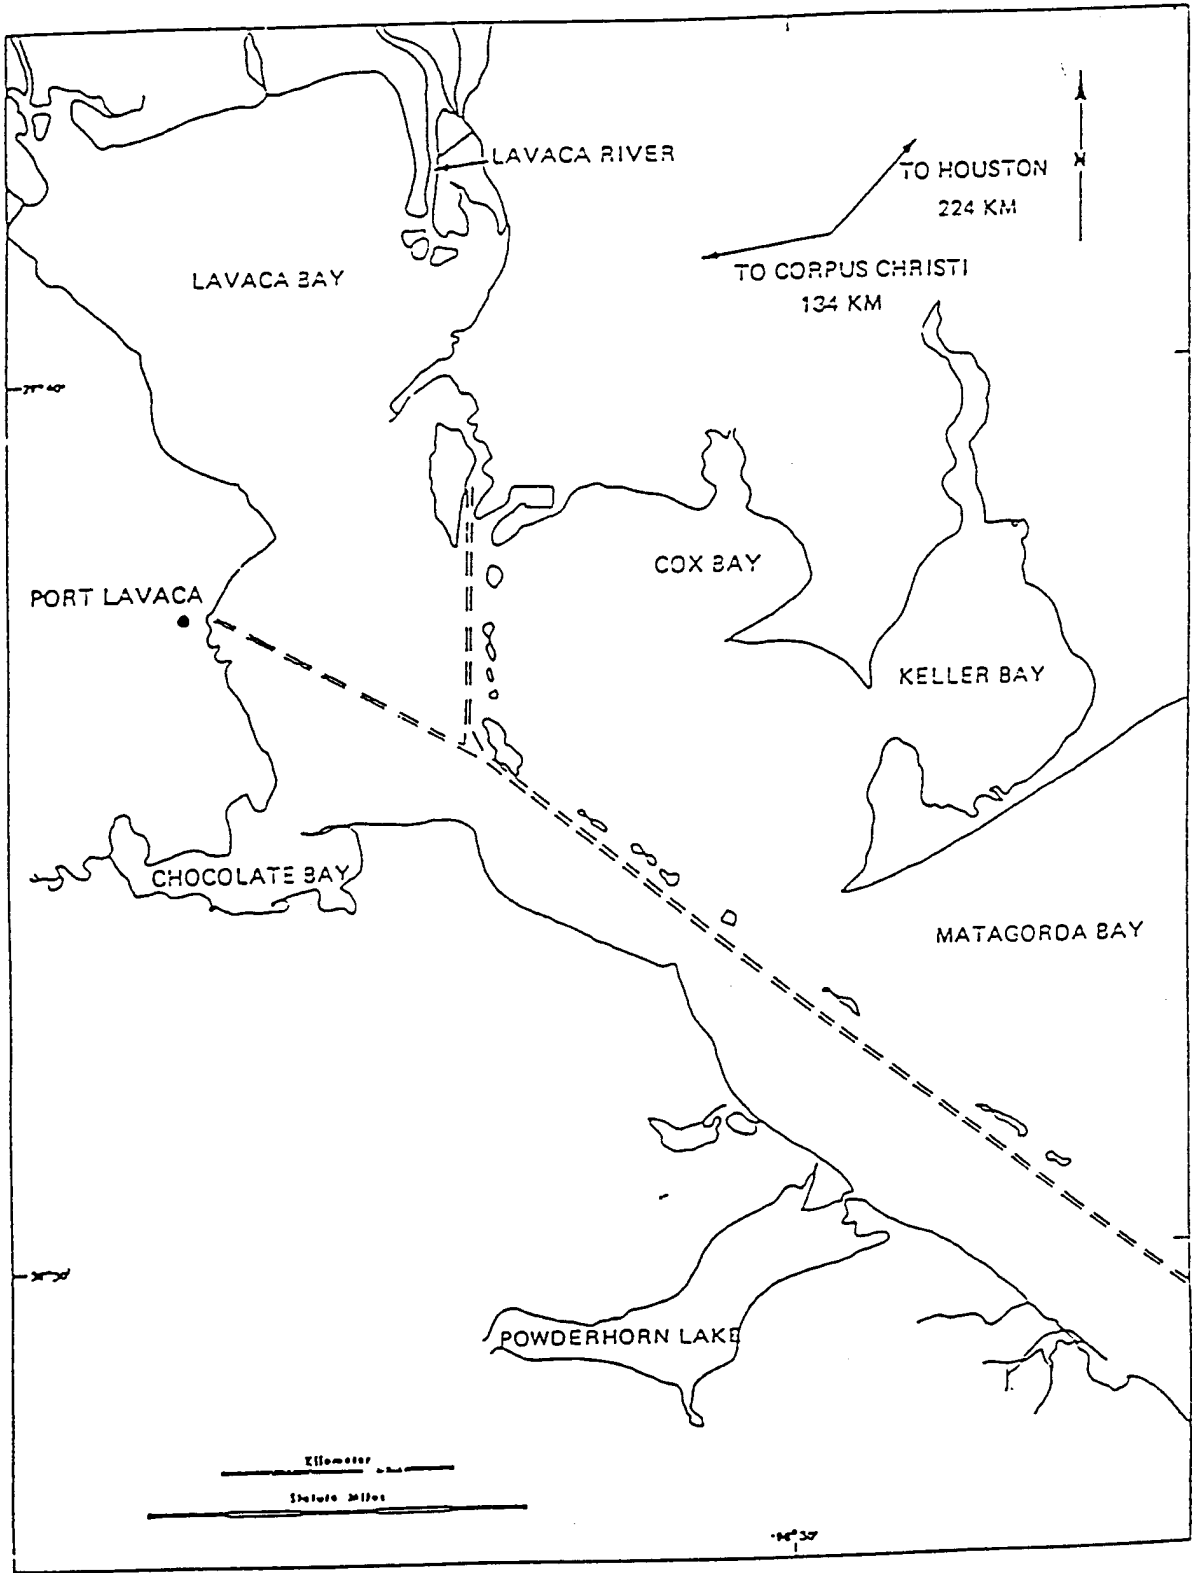 LAVACA RIVER
TO HOUSTON
224 KM
N
LAVACA BAY
TO CORPUS CHRISTI
134 KM
COX BAY
PORT LAVACA
KELLER BAY
CHOCOLATE BAY
MATAGORDA BAY
POWDERHORN LAKE
Kilometer
Statute Miles